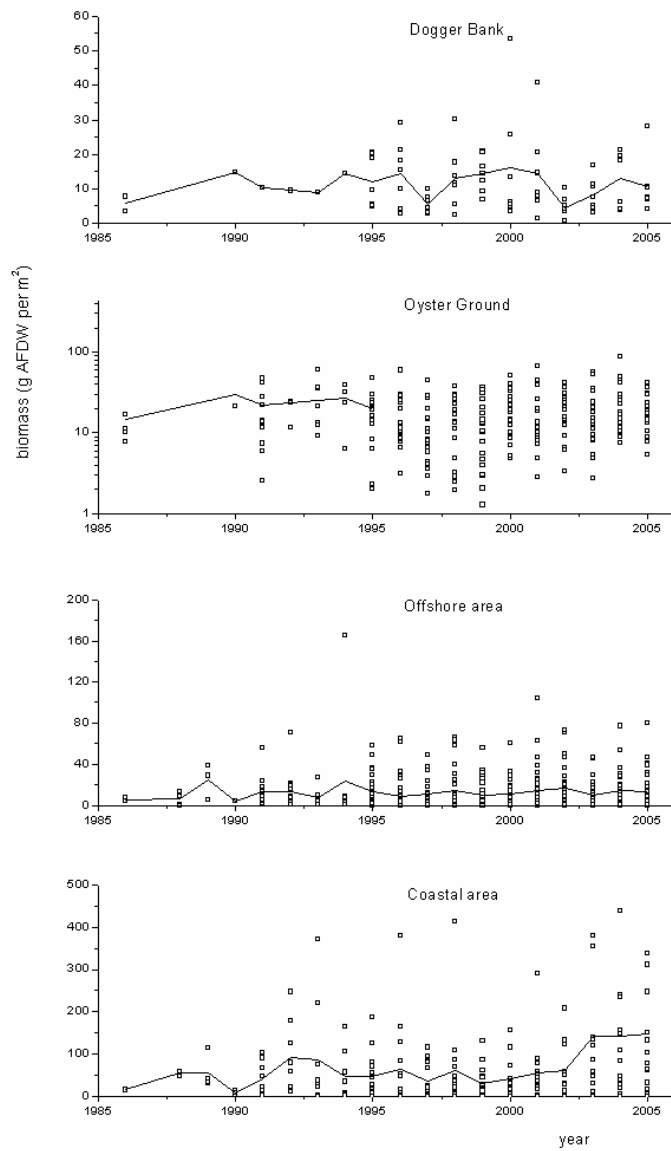 Dogger Bank
60
50
40
30
20
10
0
1985 1990 1995 2000 2005
biomass (g AFDW per m²)
Oyster Ground
100
10
1
1985 1990 1995 2000 2005
Offshore area
200
160
120
80
40
0
1985 1990 1995 2000 2005
Coastal area
500
400
300
200
100
0
1985 1990 1995 2000 2005
year